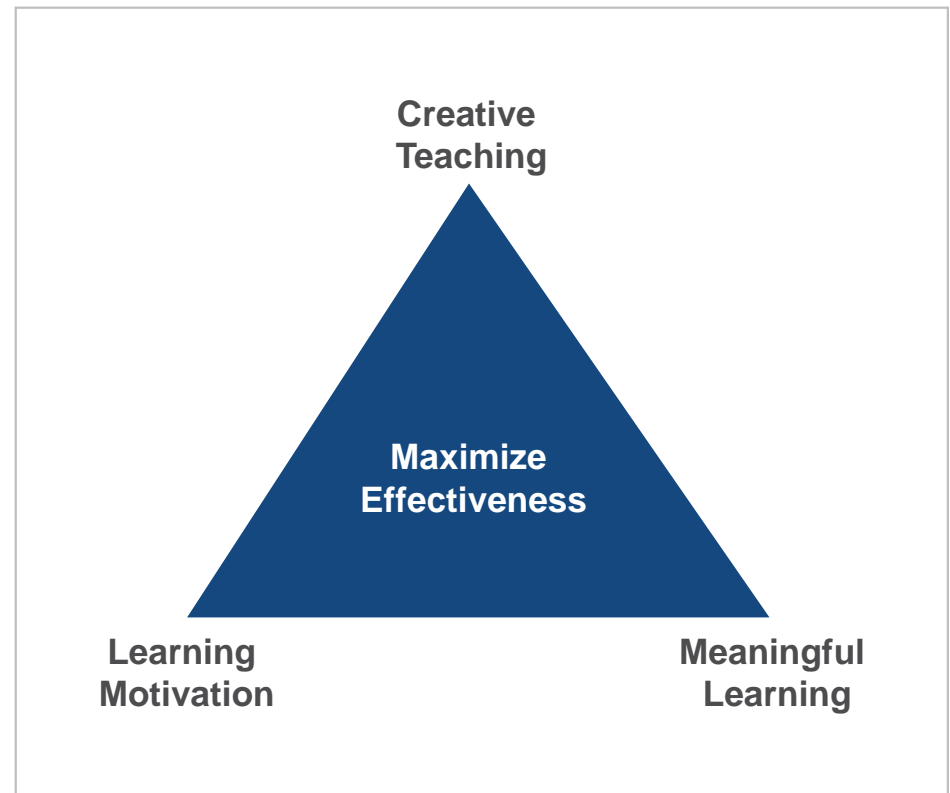 Creative
Teaching
Maximize
Effectiveness
Learning
Motivation
Meaningful
Learning